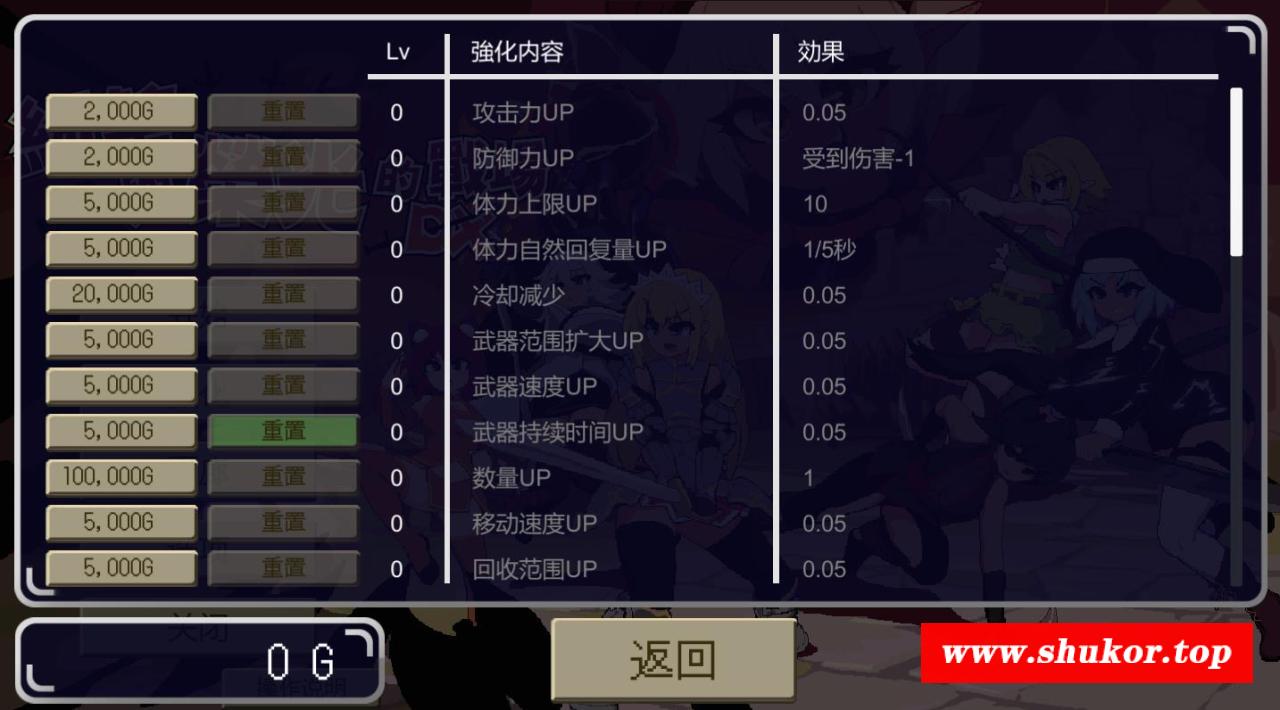 Lv 強化内容 効果
2,000G 重置 0 攻击力UP 0.05
2,000G 重置 0 防御力UP 受到伤害-1
5,000G 重置 0 体力上限UP 10
5,000G 重置 0 体力自然回复量UP 1/5秒
20,000G 重置 0 冷却减少 0.05
5,000G 重置 0 武器范围扩大UP 0.05
5,000G 重置 0 武器速度UP 0.05
5,000G 重置 0 武器持续时间UP 0.05
100,000G 重置 0 数量UP 1
5,000G 重置 0 移动速度UP 0.05
5,000G 重置 0 回收范围UP 0.05
关闭
0 G
返回
www.shukor.top
操作说明